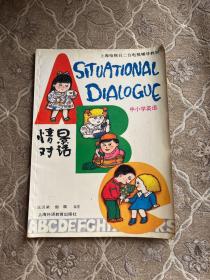 上海电视台二台电视辅导教材
SITUATIONAL
DIALOGUE
中小学英语
情景
对话
A
B
C
上海外语教育出版社
ABCDEFGHI